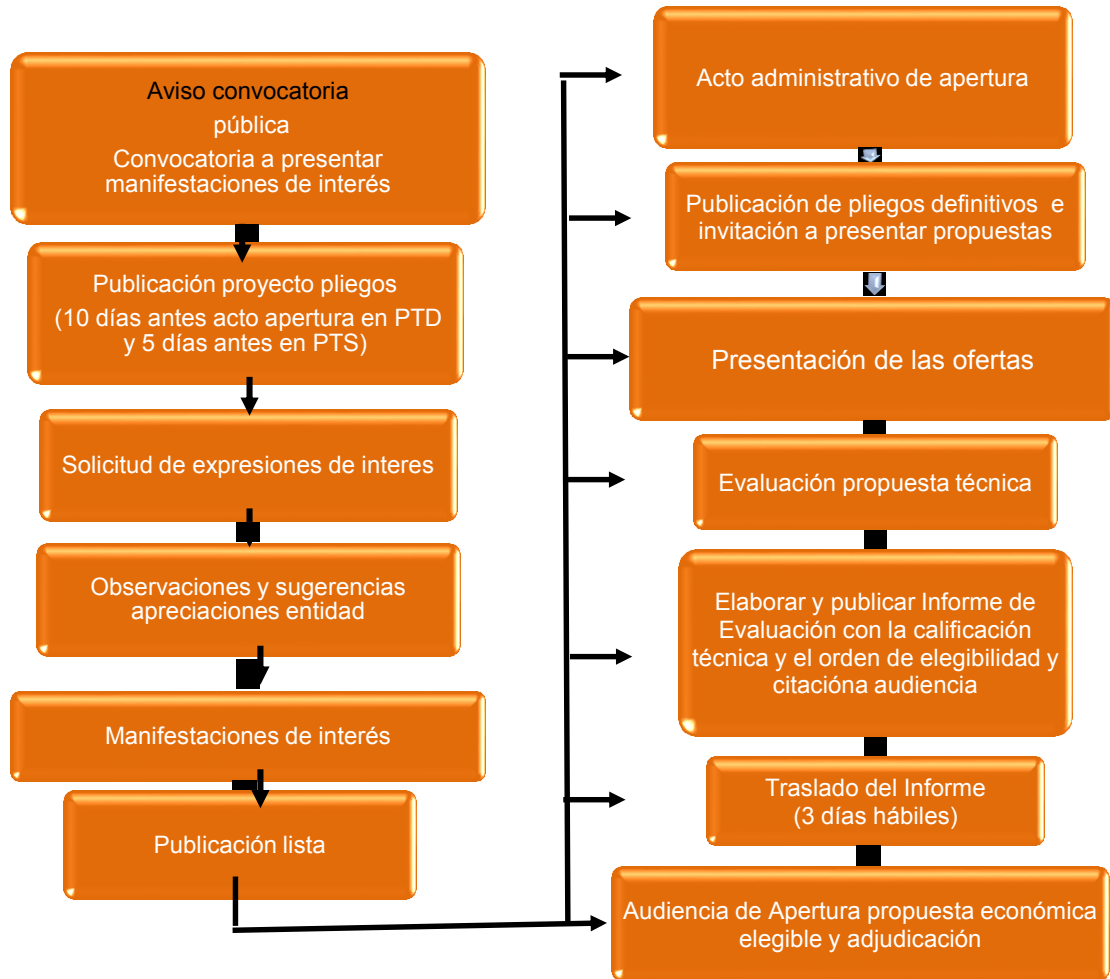 Aviso convocatoria
pública
Convocatoria a presentar
manifestaciones de interés
Publicación proyecto pliegos
(10 días antes acto apertura en PTD
y 5 días antes en PTS)
Solicitud de expresiones de interes
Observaciones y sugerencias
apreciaciones entidad
Manifestaciones de interés
Publicación lista
Acto administrativo de apertura
Publicación de pliegos definitivos e
invitación a presentar propuestas
Presentación de las ofertas
Evaluación propuesta técnica
Elaborar y publicar Informe de
Evaluación con la calificación
técnica y el orden de elegibilidad y
citacióna audiencia
Traslado del Informe
(3 días hábiles)
Audiencia de Apertura propuesta económica
elegible y adjudicación